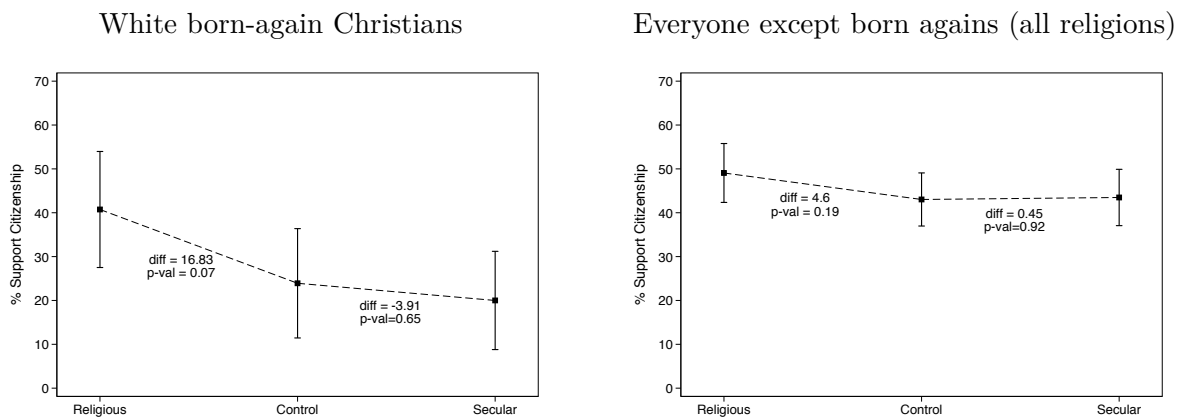 White born-again Christians
% Support Citizenship
70
60
50
40
30
20
10
0
diff = 16.83
p-val = 0.07
diff = -3.91
p-val=0.65
Religious
Control
Secular
Everyone except born agains (all religions)
% Support Citizenship
70
60
50
40
30
20
10
0
diff = 4.6
p-val = 0.19
diff = 0.45
p-val=0.92
Religious
Control
Secular